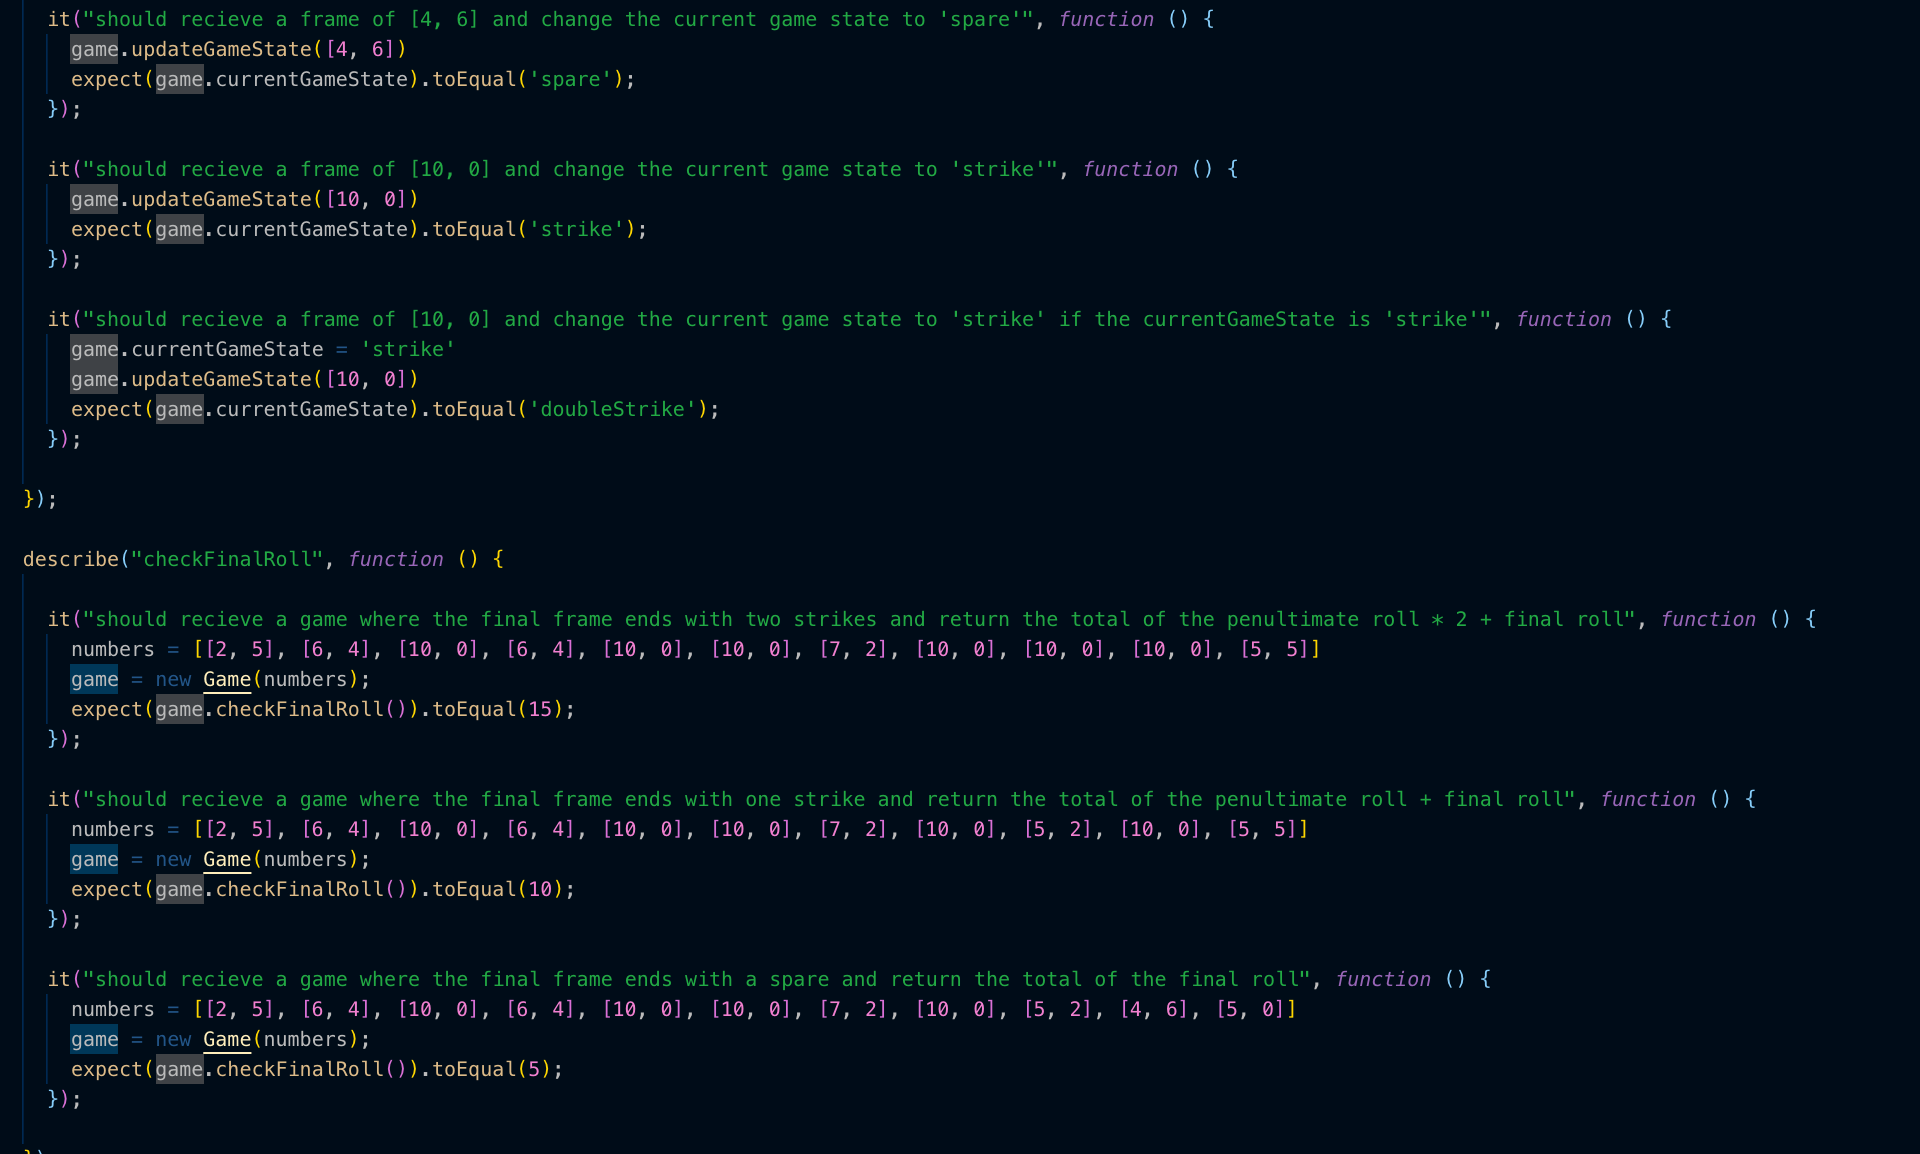 it("should recieve a frame of [4, 6] and change the current game state to 'spare'", function () {
game.updateGameState([4, 6])
expect(game.currentGameState).toEqual('spare');
});
it("should recieve a frame of [10, 0] and change the current game state to 'strike'", function () {
game.updateGameState([10, 0])
expect(game.currentGameState).toEqual('strike');
});
it("should recieve a frame of [10, 0] and change the current game state to 'strike' if the currentGameState is 'strike'", function () {
game.currentGameState = 'strike'
game.updateGameState([10, 0])
expect(game.currentGameState).toEqual('doubleStrike');
});
});
describe("checkFinalRoll", function () {
it("should recieve a game where the final frame ends with two strikes and return the total of the penultimate roll * 2 + final roll", function () {
numbers = [[2, 5], [6, 4], [10, 0], [6, 4], [10, 0], [10, 0], [7, 2], [10, 0], [10, 0], [10, 0], [5, 5]]
game = new Game(numbers);
expect(game.checkFinalRoll()).toEqual(15);
});
it("should recieve a game where the final frame ends with one strike and return the total of the penultimate roll + final roll", function () {
numbers = [[2, 5], [6, 4], [10, 0], [6, 4], [10, 0], [10, 0], [7, 2], [10, 0], [5, 2], [10, 0], [5, 5]]
game = new Game(numbers);
expect(game.checkFinalRoll()).toEqual(10);
});
it("should recieve a game where the final frame ends with a spare and return the total of the final roll", function () {
numbers = [[2, 5], [6, 4], [10, 0], [6, 4], [10, 0], [10, 0], [7, 2], [10, 0], [5, 2], [4, 6], [5, 0]]
game = new Game(numbers);
expect(game.checkFinalRoll()).toEqual(5);
});